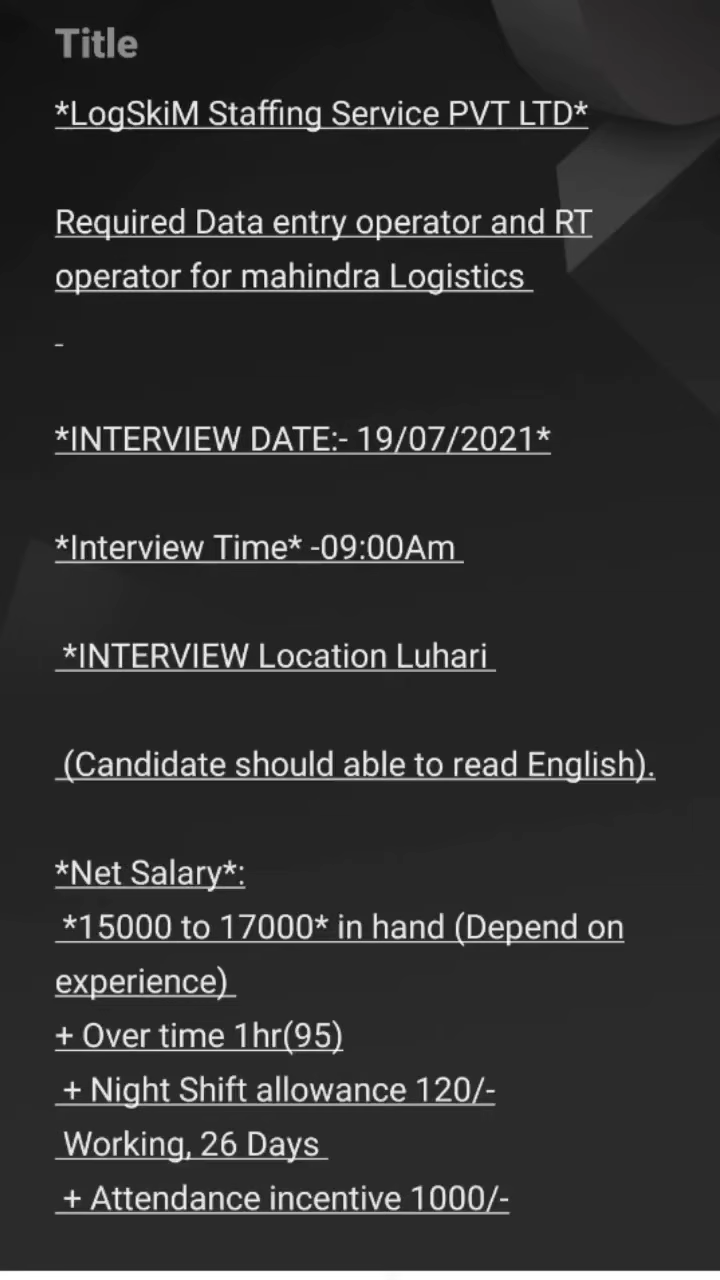 Title
*LogSkiM Staffing Service PVT LTD*
Required Data entry operator and RT
operator for mahindra Logistics
-
*INTERVIEW DATE:- 19/07/2021*
*Interview Time* -09:00Am
*INTERVIEW Location Luhari
(Candidate should able to read English).
*Net Salary*:
*15000 to 17000* in hand (Depend on
experience)
+ Over time 1hr(95)
+ Night Shift allowance 120/-
Working, 26 Days
+ Attendance incentive 1000/-